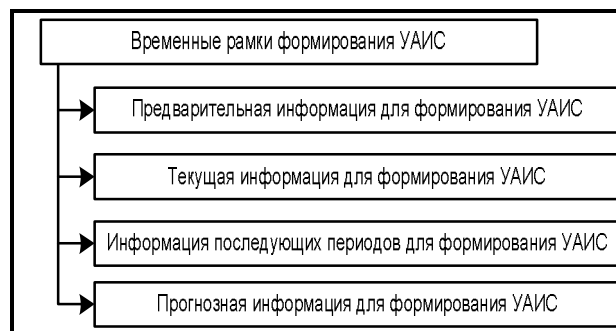 Временные рамки формирования УАИС
Предварительная информация для формирования УАИС
Текущая информация для формирования УАИС
Информация последующих периодов для формирования УАИС
Прогнозная информация для формирования УАИС